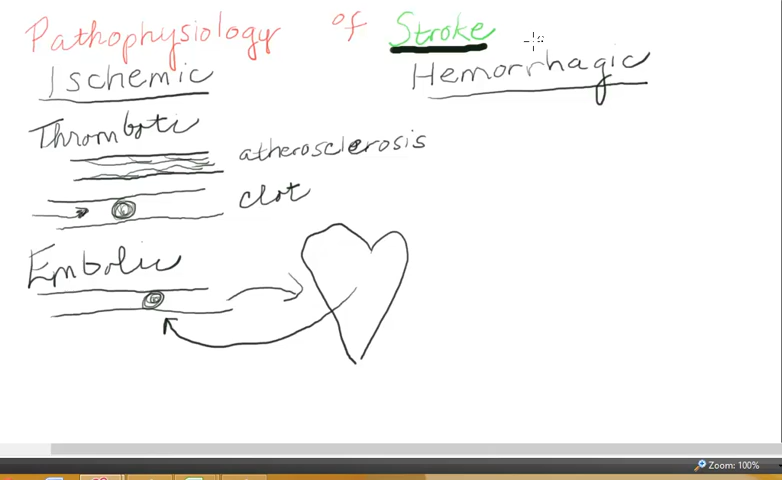 Pathophysiology of Stroke
Ischemic
Hemorrhagic
Thrombotic
atherosclerosis
clot
Embolic
Zoom: 100%